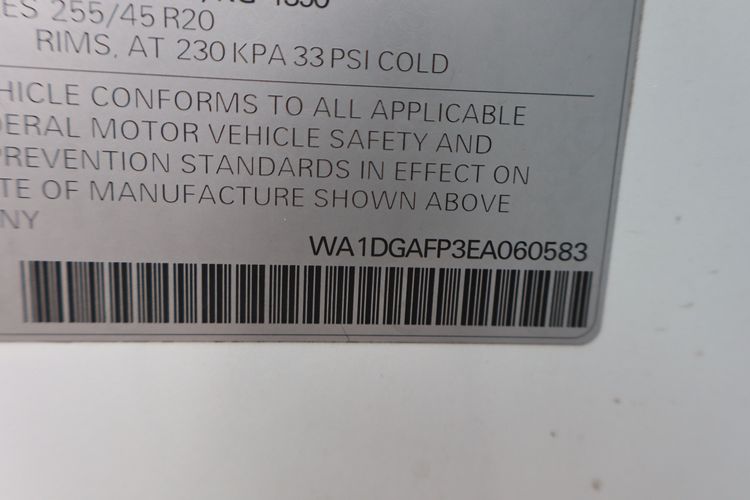 255/45 R20
RIMS, AT 230 KPA 33 PSI COLD
HICLE CONFORMS TO ALL APPLICABLE
DERAL MOTOR VEHICLE SAFETY AND
PREVENTION STANDARDS IN EFFECT ON
TE OF MANUFACTURE SHOWN ABOVE
NY
WA1DGAFP3EA060583